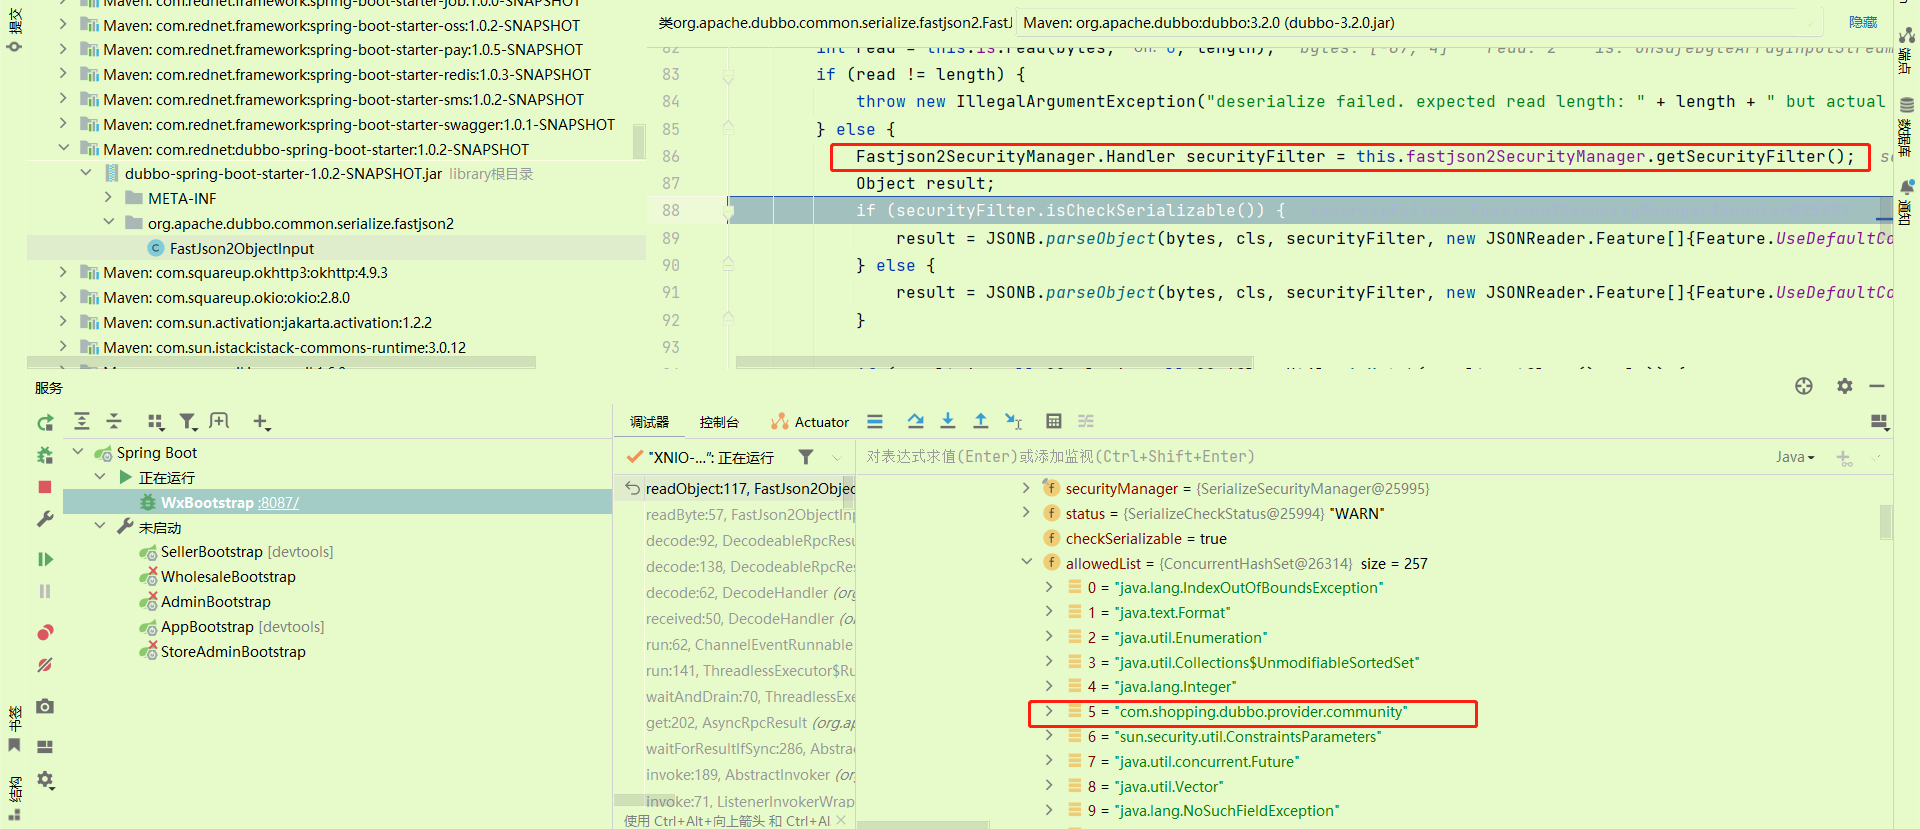 提交
Maven: com.rednet.framework:spring-boot-starter-job:1.0.0-SNAPSHOT
Maven: com.rednet.framework:spring-boot-starter-oss:1.0.2-SNAPSHOT
Maven: com.rednet.framework:spring-boot-starter-pay:1.0.5-SNAPSHOT
Maven: com.rednet.framework:spring-boot-starter-redis:1.0.3-SNAPSHOT
Maven: com.rednet.framework:spring-boot-starter-sms:1.0.2-SNAPSHOT
Maven: com.rednet.framework:spring-boot-starter-swagger:1.0.1-SNAPSHOT
Maven: com.rednet:dubbo-spring-boot-starter:1.0.2-SNAPSHOT
dubbo-spring-boot-starter-1.0.2-SNAPSHOT.jar library根目录
META-INF
org.apache.dubbo.common.serialize.fastjson2
FastJson2ObjectInput
Maven: com.squareup.okhttp3:okhttp:4.9.3
Maven: com.squareup.okio:okio:2.8.0
Maven: com.sun.activation:jakarta.activation:1.2.2
Maven: com.sun.istack:istack-commons-runtime:3.0.12
类org.apache.dubbo.common.serialize.fastjson2.FastJ
Maven: org.apache.dubbo:dubbo:3.2.0 (dubbo-3.2.0.jar)
隐藏
82 int read = this.is.read(bytes, 0, length);
83 if (read != length) {
84 throw new IllegalArgumentException("deserialize failed. expected read length: " + length + " but actual
85 } else {
86 Fastjson2SecurityManager.Handler securityFilter = this.fastjson2SecurityManager.getSecurityFilter();
87 Object result;
88 if (securityFilter.isCheckSerializable()) {
89 result = JSONB.parseObject(bytes, cls, securityFilter, new JSONReader.Feature[]{Feature.UseDefaultCo
90 } else {
91 result = JSONB.parseObject(bytes, cls, securityFilter, new JSONReader.Feature[]{Feature.UseDefaultCo
92 }
93
端点
数据库
通知
服务
Spring Boot
正在运行
WxBootstrap :8087/
未启动
SellerBootstrap [devtools]
WholesaleBootstrap
AdminBootstrap
AppBootstrap [devtools]
StoreAdminBootstrap
书签
结构
调试器 控制台 Actuator
"XNIO-...": 正在运行
readObject:117, FastJson2Objec
readByte:57, FastJson2ObjectInp
decode:92, DecodeableRpcResu
decode:138, DecodeableRpcRes
decode:62, DecodeHandler (org
received:50, DecodeHandler (or
run:62, ChannelEventRunnable
run:141, ThreadlessExecutor$Ru
waitAndDrain:70, ThreadlessExe
get:202, AsyncRpcResult (org.ap
waitForResultIfSync:286, Abstrac
invoke:189, AbstractInvoker (org
invoke:71, ListenerInvokerWrap
使用 Ctrl+Alt+向上箭头 和 Ctrl+Al
对表达式求值(Enter)或添加监视(Ctrl+Shift+Enter)
Java
securityManager = {SerializeSecurityManager@25995}
status = {SerializeCheckStatus@25994} "WARN"
checkSerializable = true
allowedList = {ConcurrentHashSet@26314} size = 257
0 = "java.lang.IndexOutOfBoundsException"
1 = "java.text.Format"
2 = "java.util.Enumeration"
3 = "java.util.Collections$UnmodifiableSortedSet"
4 = "java.lang.Integer"
5 = "com.shopping.dubbo.provider.community"
6 = "sun.security.util.ConstraintsParameters"
7 = "java.util.concurrent.Future"
8 = "java.util.Vector"
9 = "java.lang.NoSuchFieldException"